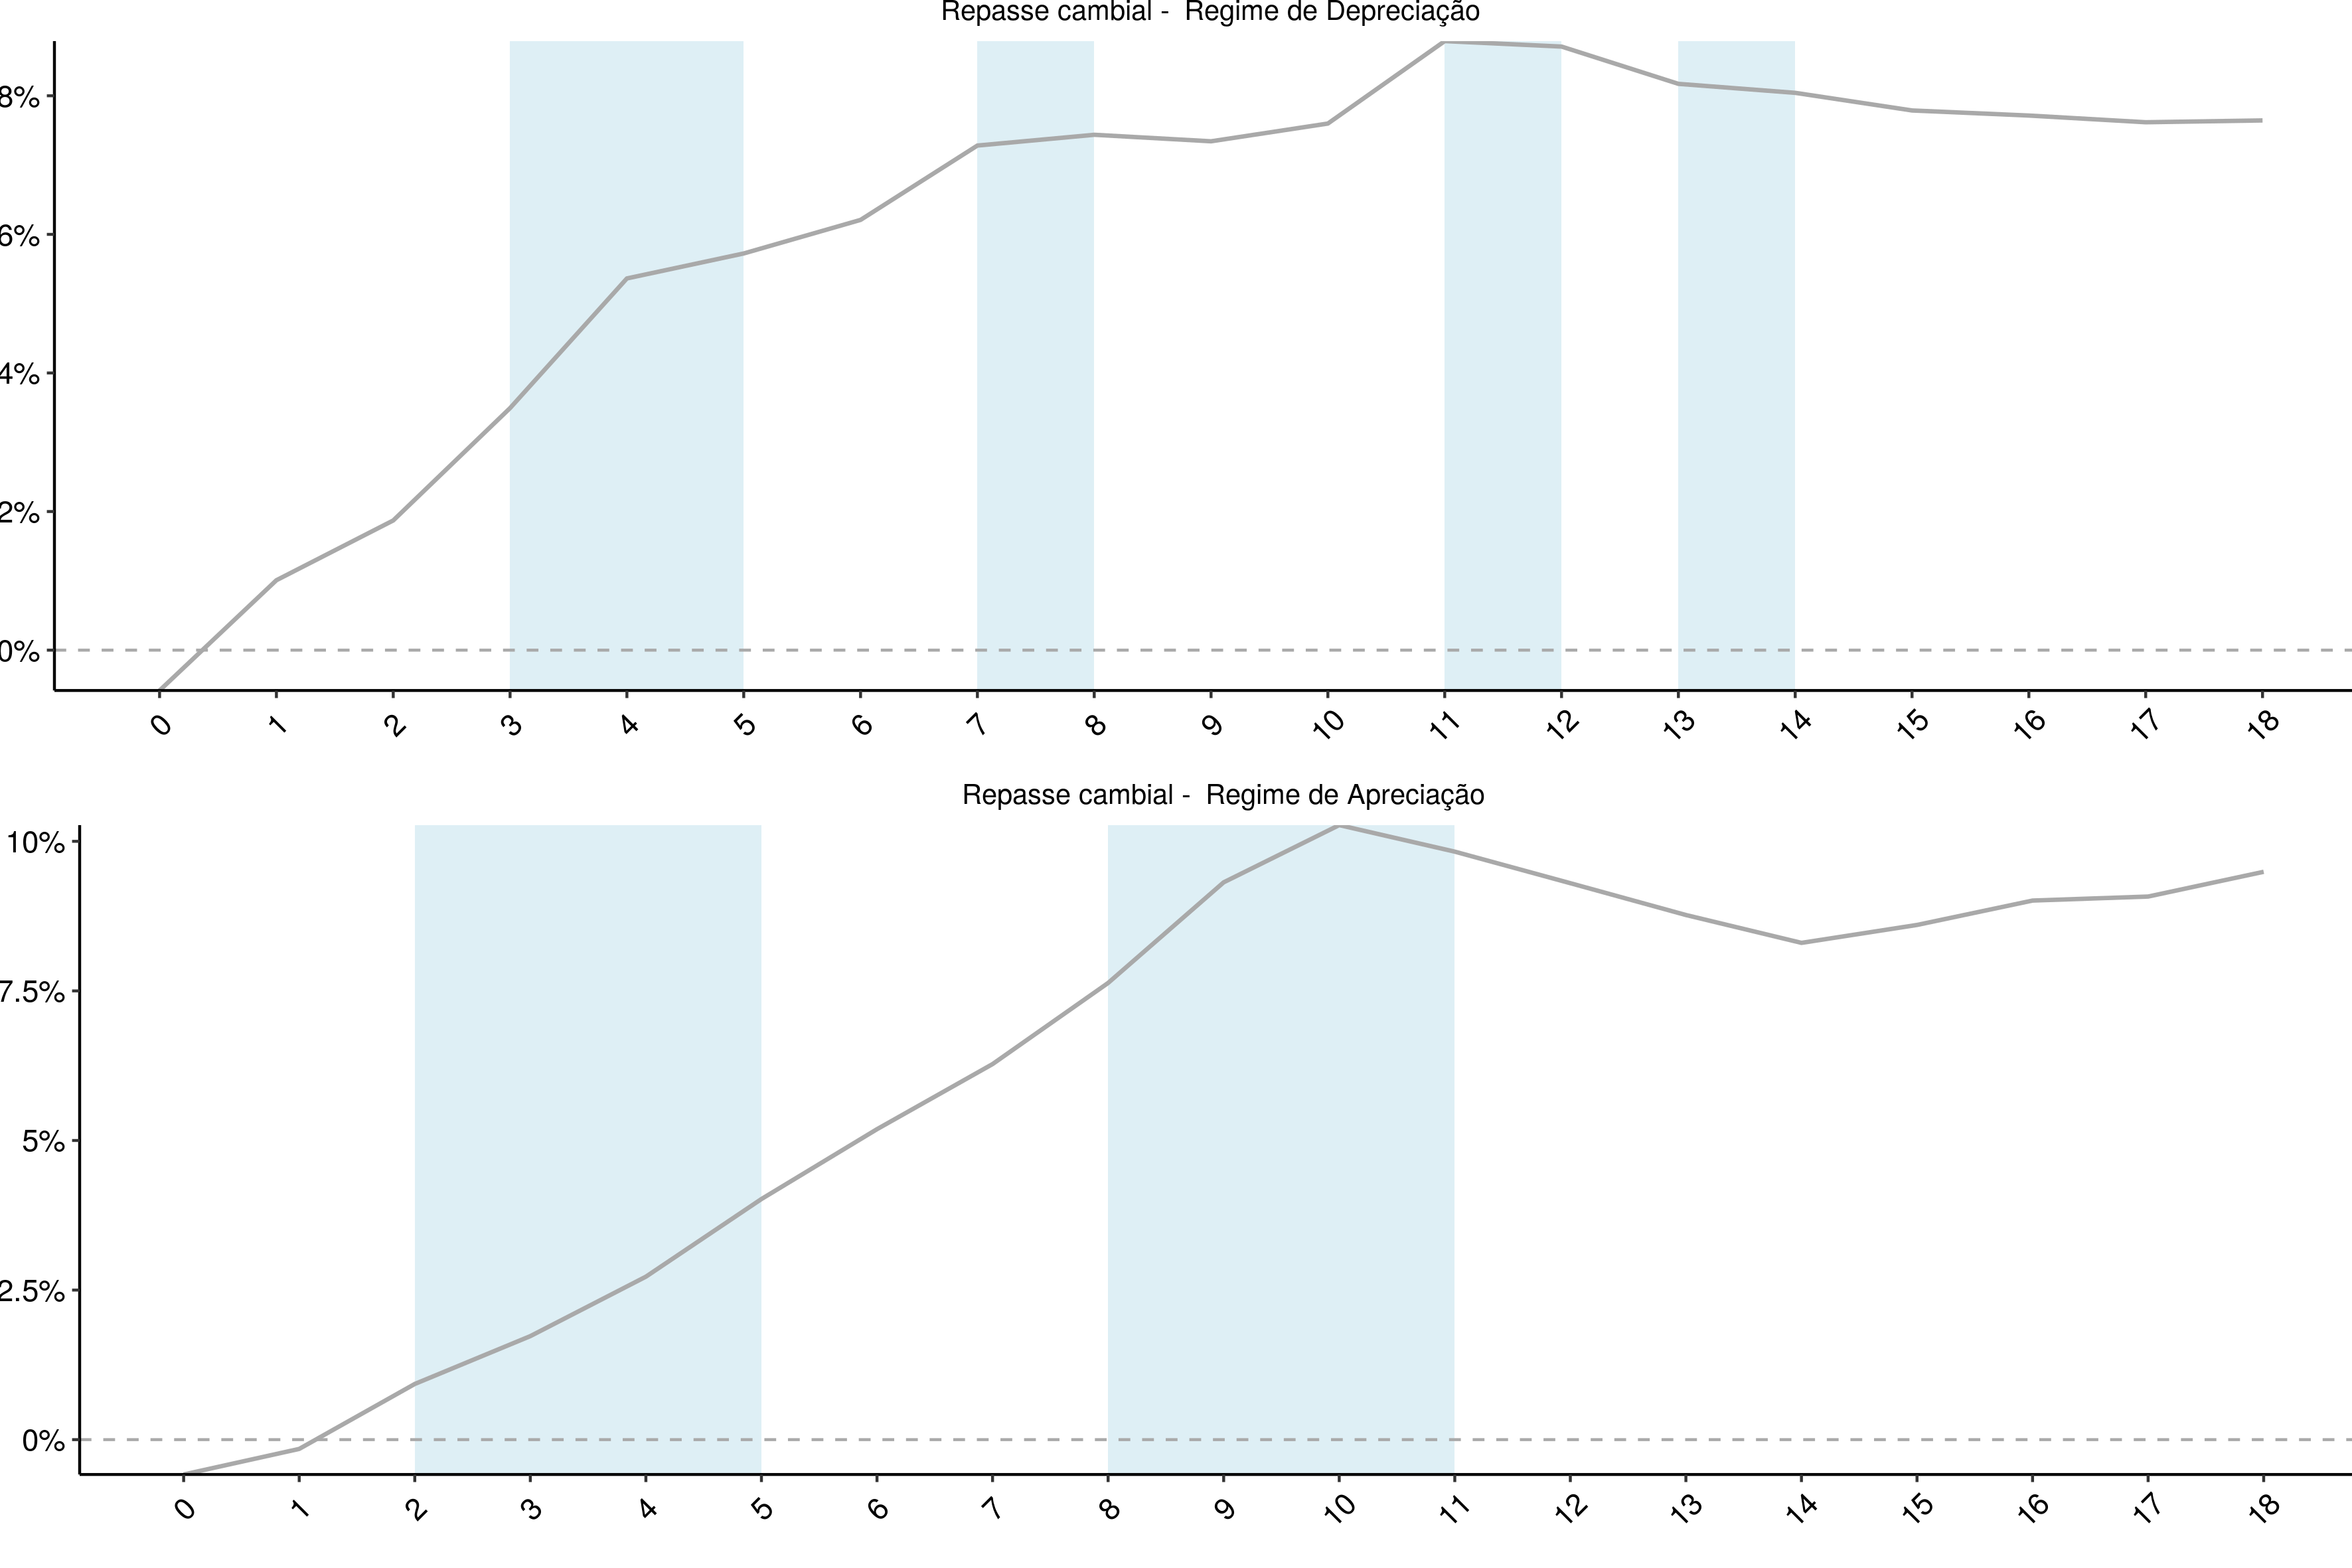 Repasse cambial -  Regime de Depreciação
8%
6%
4%
2%
0%
0 1 2 3 4 5 6 7 8 9 10 11 12 13 14 15 16 17 18
Repasse cambial -  Regime de Apreciação
10%
7.5%
5%
2.5%
0%
0 1 2 3 4 5 6 7 8 9 10 11 12 13 14 15 16 17 18